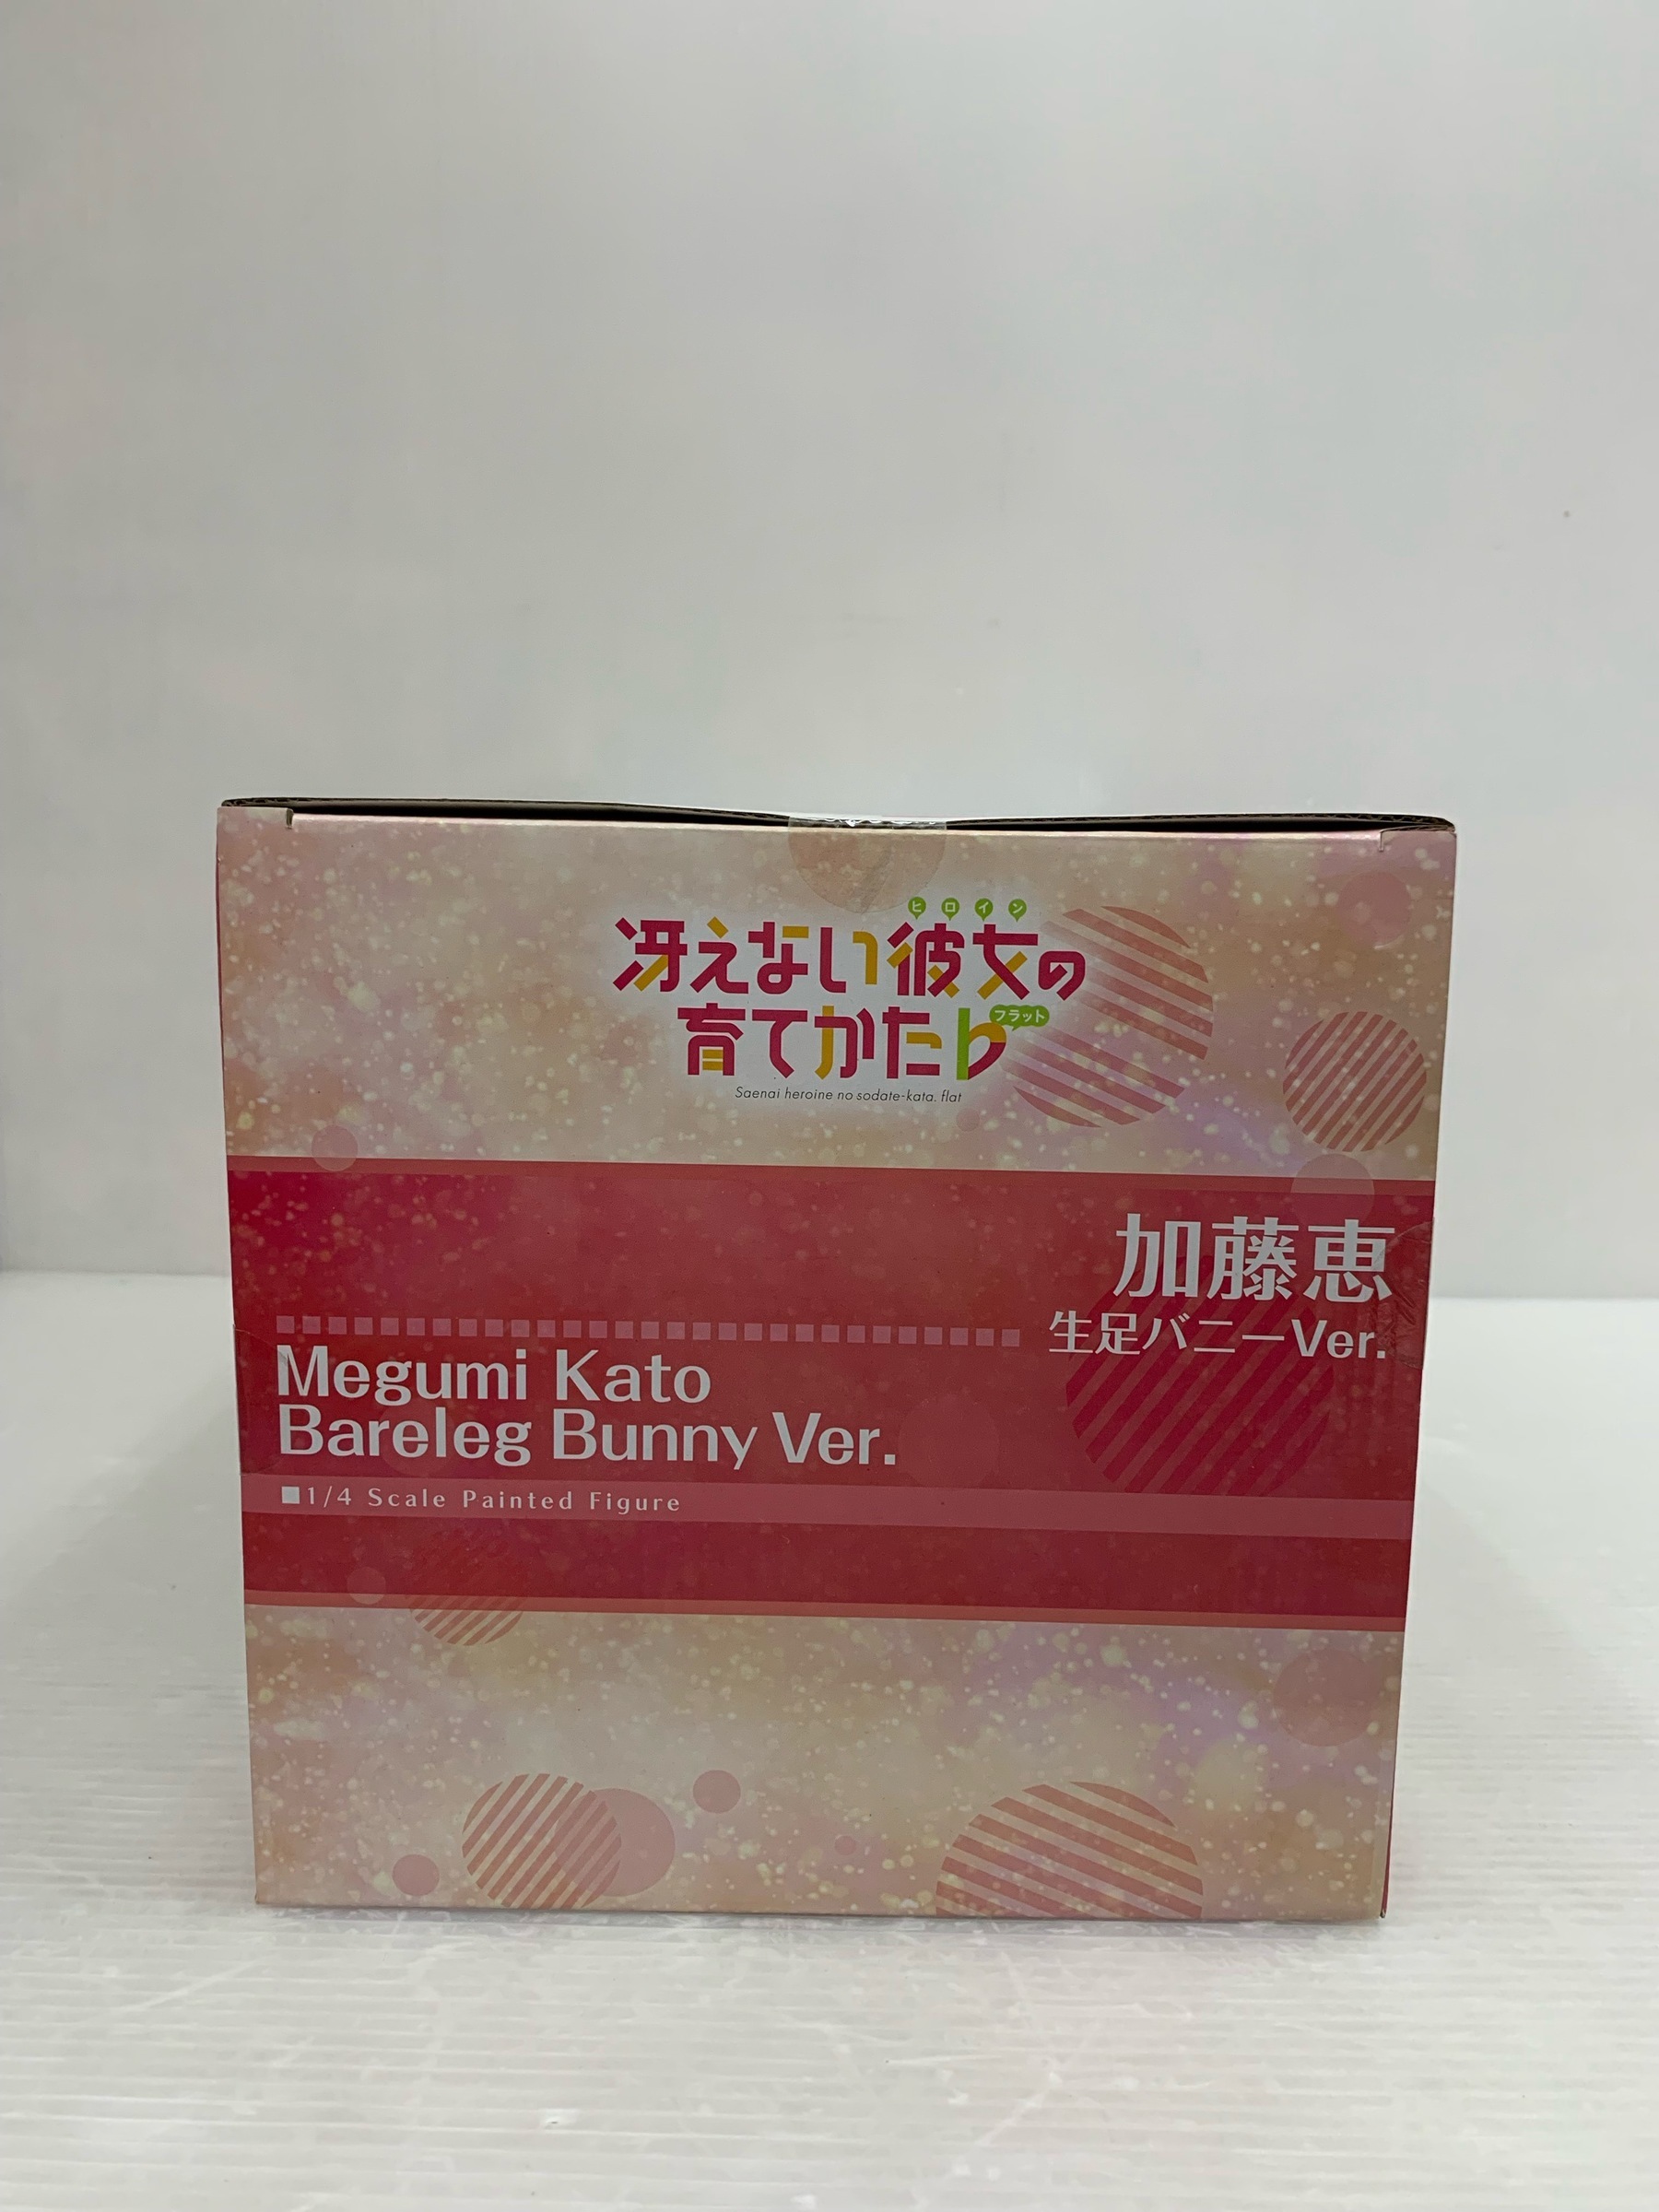 ヒロイン
冴えない彼女の
育てかた♭
フラット
Saenai heroine no sodate-kata. flat
加藤恵
生足バニーVer.
Megumi Kato
Bareleg Bunny Ver.
■1/4 Scale Painted Figure